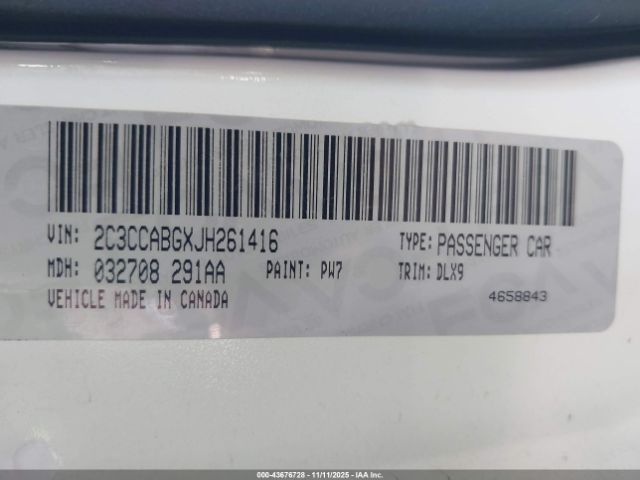 VIN: 2C3CCABGXJH261416 TYPE: PASSENGER CAR
MDH: 032708 291AA PAINT: PW7 TRIM: DLX9
VEHICLE MADE IN CANADA 4658843
000-43676728 - 11/11/2025 - IAA Inc.